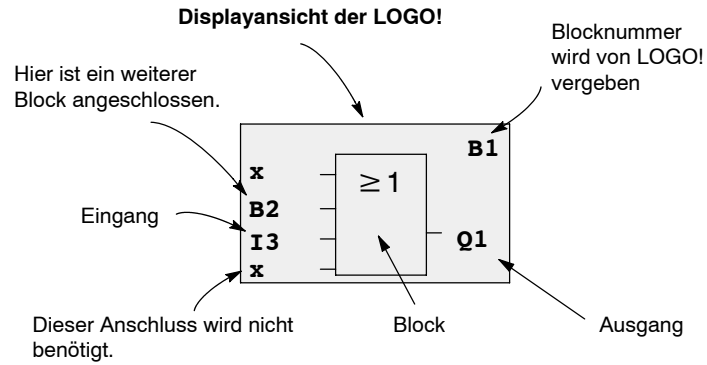 Displayansicht der LOGO!
Blocknummer
wird von LOGO!
vergeben
Hier ist ein weiterer
Block angeschlossen.
B1
x
≥1
B2
Eingang
I3
Q1
x
Dieser Anschluss wird nicht
benötigt.
Block
Ausgang